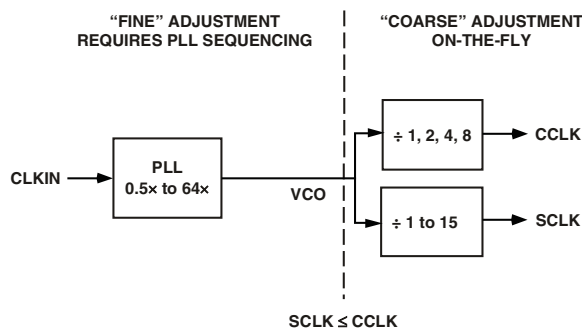 “FINE” ADJUSTMENT
REQUIRES PLL SEQUENCING
“COARSE” ADJUSTMENT
ON-THE-FLY
CLKIN
PLL
0.5× to 64×
VCO
÷ 1, 2, 4, 8
CCLK
÷ 1 to 15
SCLK
SCLK ≤ CCLK